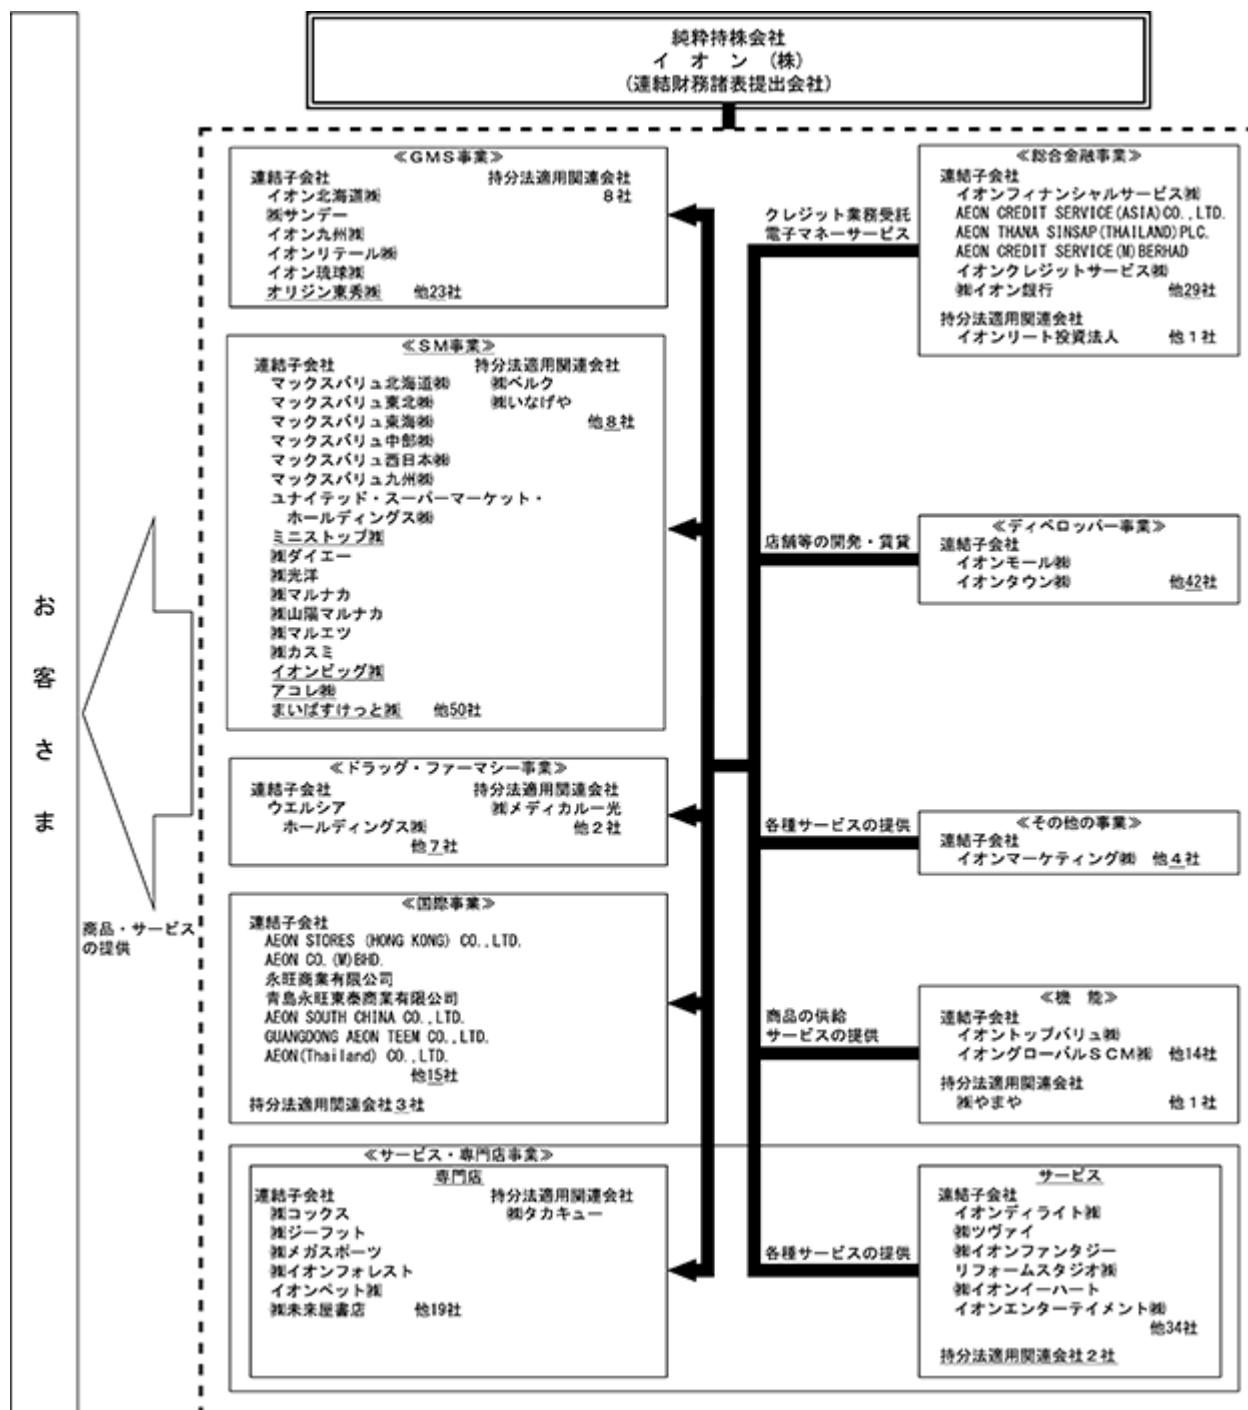 純粋持株会社
イオン(株)
(連結財務諸表提出会社)
≪GMS事業≫
連結子会社 持分法適用関連会社
イオン北海道㈱ 8社
㈱サンデー
イオン九州㈱
イオンリテール㈱
イオン琉球㈱
オリジン東秀㈱ 他23社
≪SM事業≫
連結子会社 持分法適用関連会社
マックスバリュ北海道㈱ ㈱ベルク
マックスバリュ東北㈱ ㈱いなげや
マックスバリュ東海㈱ 他8社
マックスバリュ中部㈱
マックスバリュ西日本㈱
マックスバリュ九州㈱
ユナイテッド・スーパーマーケット・
ホールディングス㈱
ミニストップ㈱
㈱ダイエー
㈱光洋
㈱マルナカ
㈱山陽マルナカ
㈱マルエツ
㈱カスミ
イオンビッグ㈱
アコレ㈱
まいばすけっと㈱ 他50社
≪ドラッグ・ファーマシー事業≫
連結子会社 持分法適用関連会社
ウエルシア ㈱メディカル一光
ホールディングス㈱ 他2社
他7社
≪国際事業≫
連結子会社
AEON STORES (HONG KONG) CO.,LTD.
AEON CO.(M)BHD.
永旺商業有限公司
青島永旺東泰商業有限公司
AEON SOUTH CHINA CO.,LTD.
GUANGDONG AEON TEEM CO.,LTD.
AEON(Thailand) CO.,LTD.
他15社
持分法適用関連会社3社
≪サービス・専門店事業≫
専門店
連結子会社 持分法適用関連会社
㈱コックス ㈱タカキュー
㈱ジーフット
㈱メガスポーツ
㈱イオンフォレスト
イオンペット㈱
㈱未来屋書店 他19社
クレジット業務受託
電子マネーサービス
≪総合金融事業≫
連結子会社
イオンフィナンシャルサービス㈱
AEON CREDIT SERVICE(ASIA)CO.,LTD.
AEON THANA SINSAP(THAILAND)PLC.
AEON CREDIT SERVICE(M)BERHAD
イオンクレジットサービス㈱
㈱イオン銀行 他29社
持分法適用関連会社
イオンリート投資法人 他1社
店舗等の開発・賃貸
≪ディベロッパー事業≫
連結子会社
イオンモール㈱
イオンタウン㈱ 他42社
各種サービスの提供
≪その他の事業≫
連結子会社
イオンマーケティング㈱ 他4社
商品の供給
サービスの提供
≪機 能≫
連結子会社
イオントップバリュ㈱
イオングローバルSCM㈱ 他14社
持分法適用関連会社
㈱やまや 他1社
各種サービスの提供
サービス
連結子会社
イオンディライト㈱
㈱ツヴァイ
㈱イオンファンタジー
リフォームスタジオ㈱
㈱イオンイーハート
イオンエンターテイメント㈱
他34社
持分法適用関連会社2社
商品・サービス
の提供
お客さま